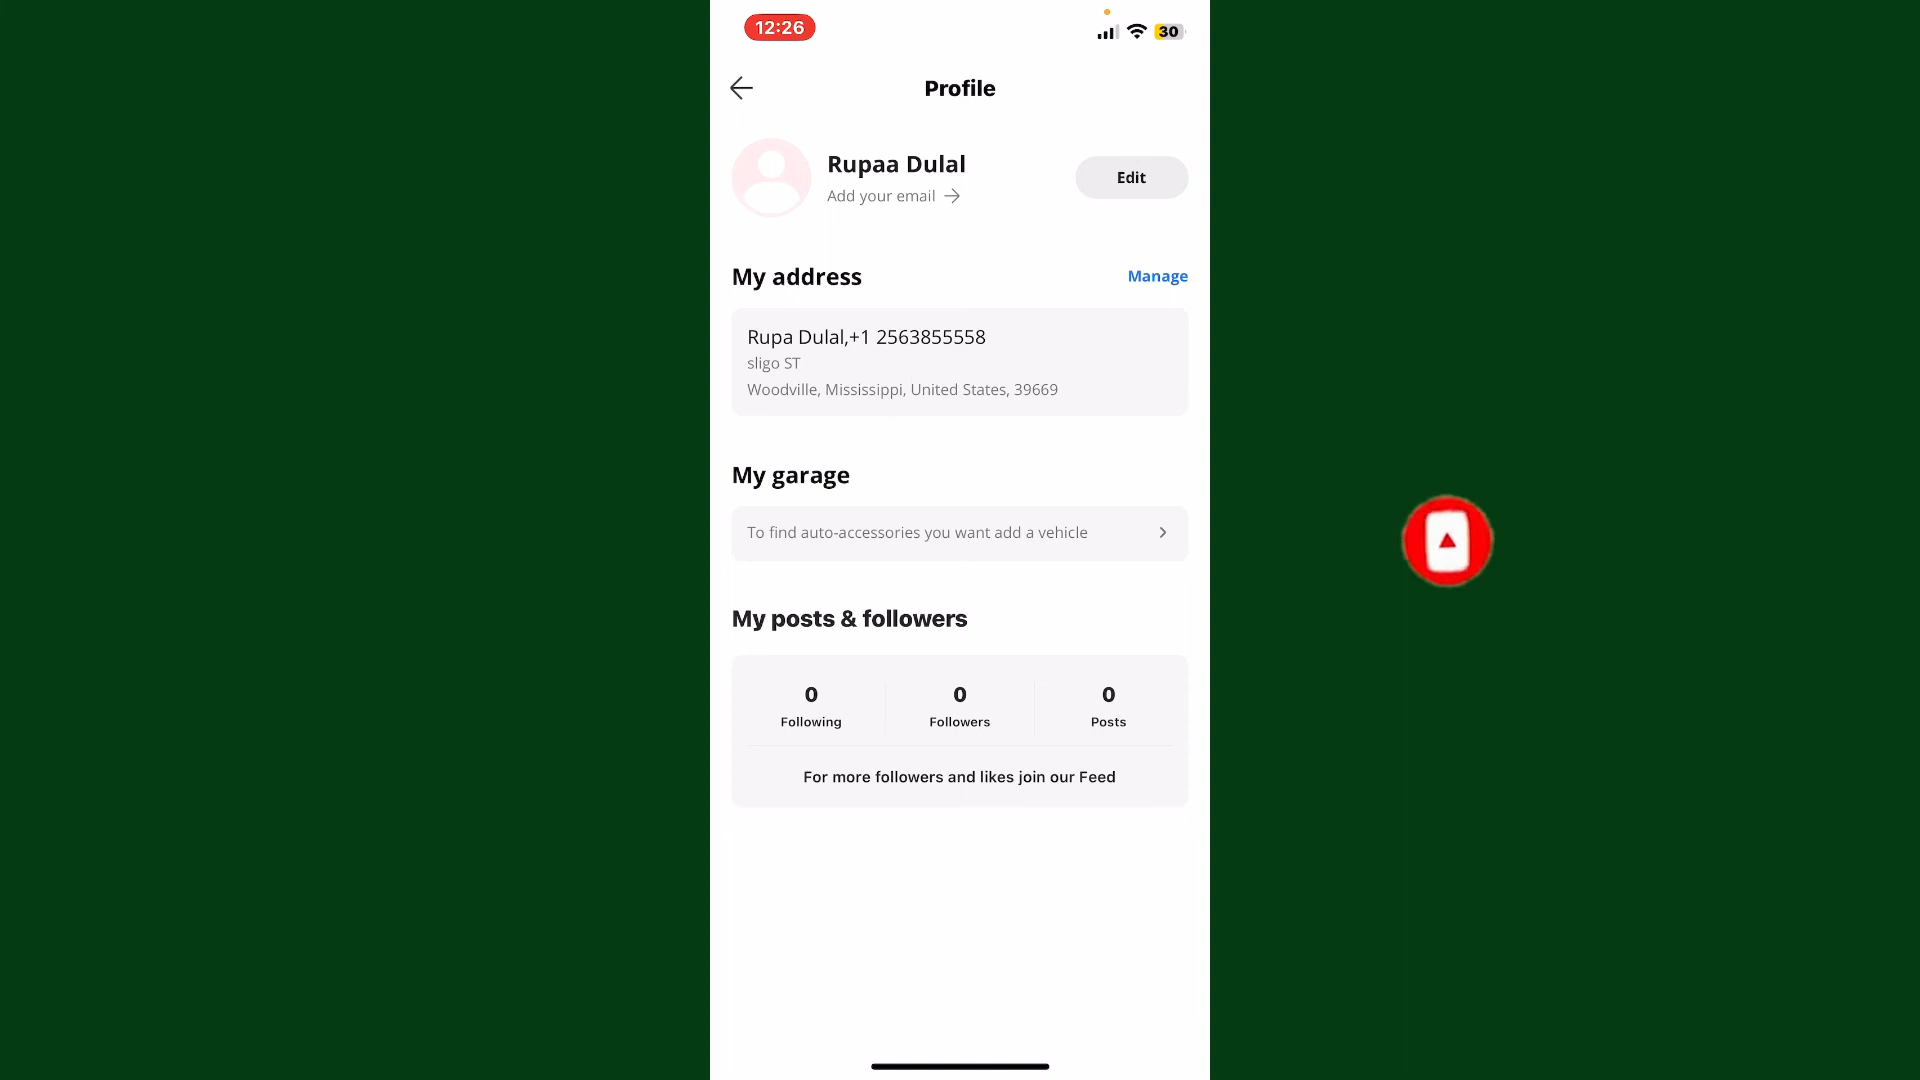 12:26
30
Profile
Rupaa Dulal
Edit
Add your email
My address
Manage
Rupa Dulal,+1 2563855558
sligo ST
Woodville, Mississippi, United States, 39669
My garage
To find auto-accessories you want add a vehicle
My posts & followers
0 0 0
Following Followers Posts
For more followers and likes join our Feed